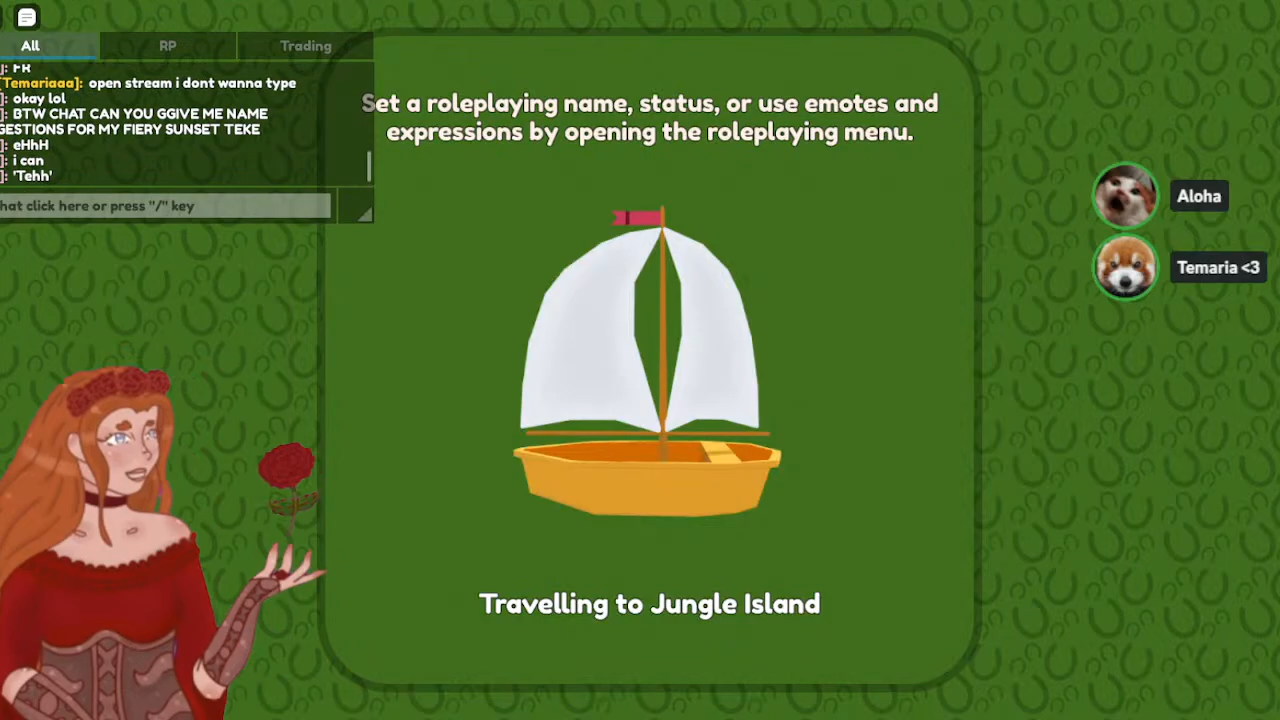 All
RP
Trading
]: FR
[Temariaaa]: open stream i dont wanna type
]: okay lol
]: BTW CHAT CAN YOU GGIVE ME NAME
GESTIONS FOR MY FIERY SUNSET TEKE
]: eHhH
]: i can
]: 'Tehh'
hat click here or press "/" key
Set a roleplaying name, status, or use emotes and
expressions by opening the roleplaying menu.
Aloha
Temaria <3
Travelling to Jungle Island